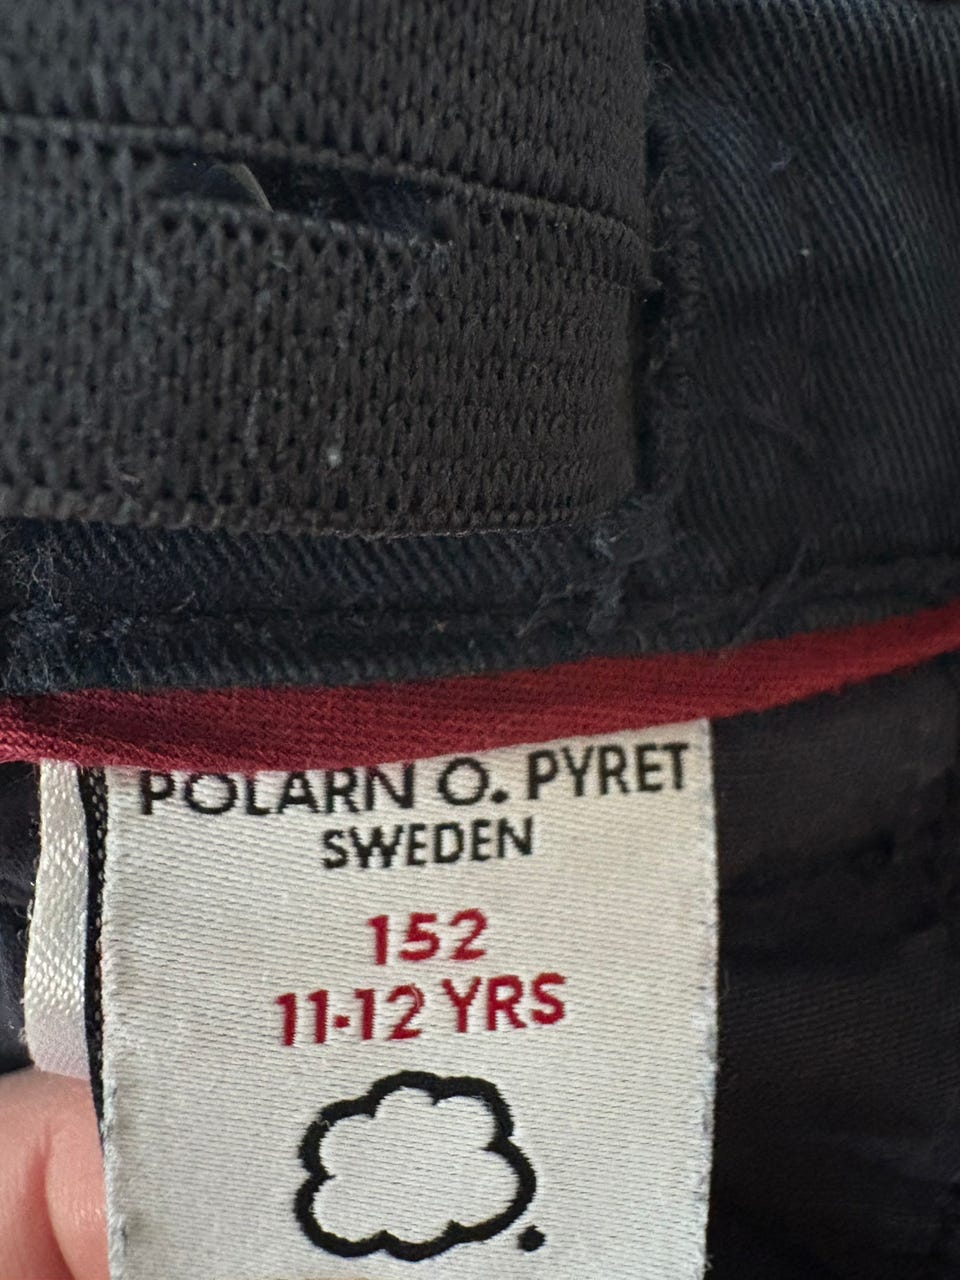 POLARN O. PYRET
SWEDEN
152
11-12 YRS